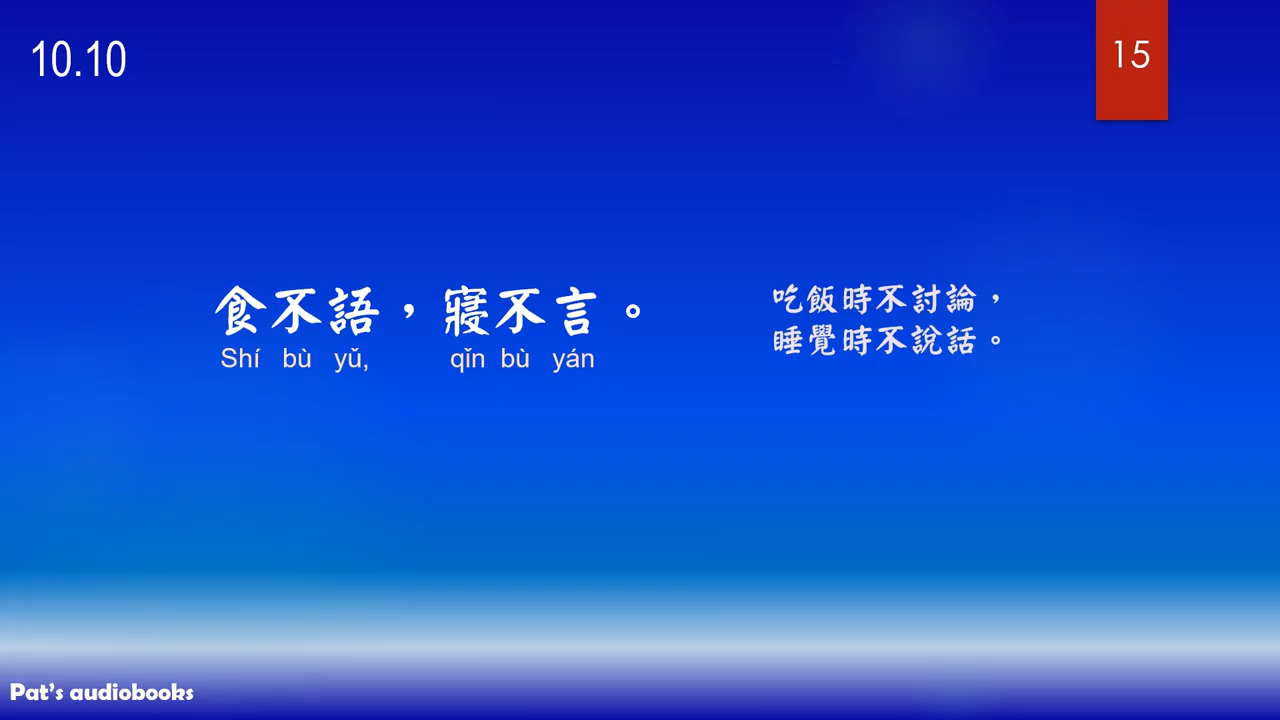 10.10
15
食不語，寢不言。
Shí bù yǔ, qǐn bù yán
吃飯時不討論，
睡覺時不說話。
Pat's audiobooks